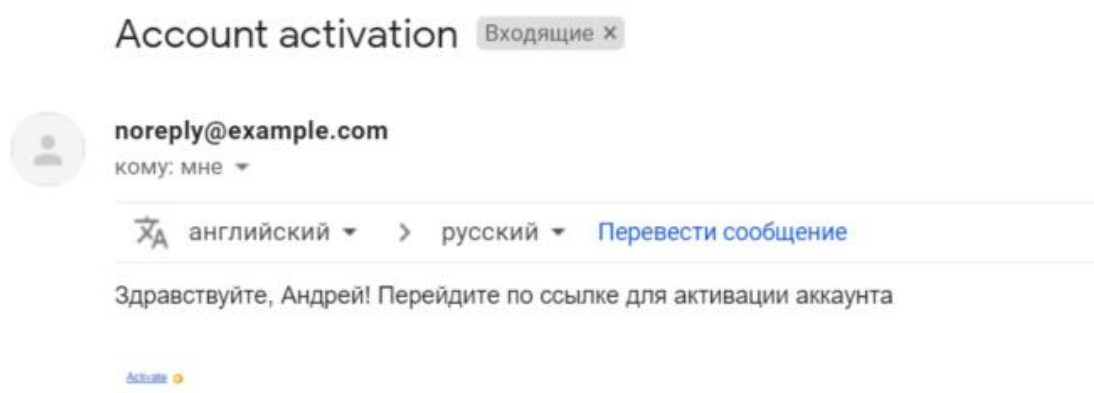 Account activation Входящие ×
noreply@example.com
кому: мне
английский > русский Перевести сообщение
Здравствуйте, Андрей! Перейдите по ссылке для активации аккаунта
Activate